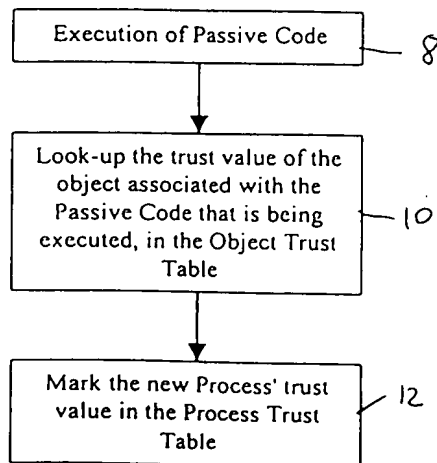 Execution of Passive Code
8
Look-up the trust value of the
object associated with the
Passive Code that is being
executed, in the Object Trust
Table
10
Mark the new Process' trust
value in the Process Trust
Table
12